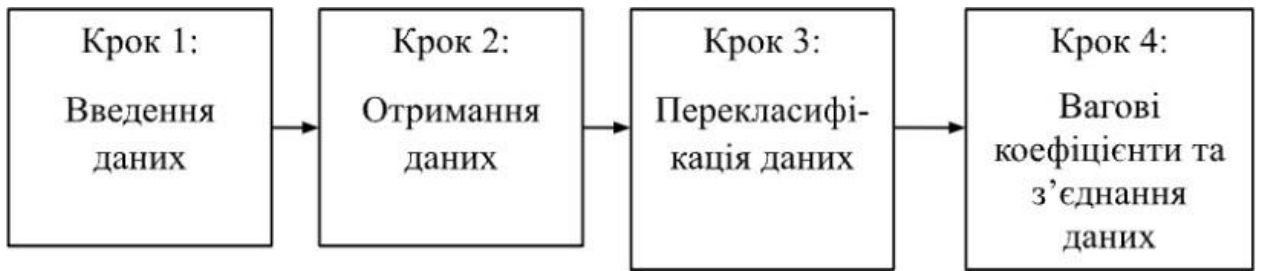 Крок 1:
Введення
даних
Крок 2:
Отримання
даних
Крок 3:
Перекласифі-
кація даних
Крок 4:
Вагові
коефіцієнти та
з’єднання
даних